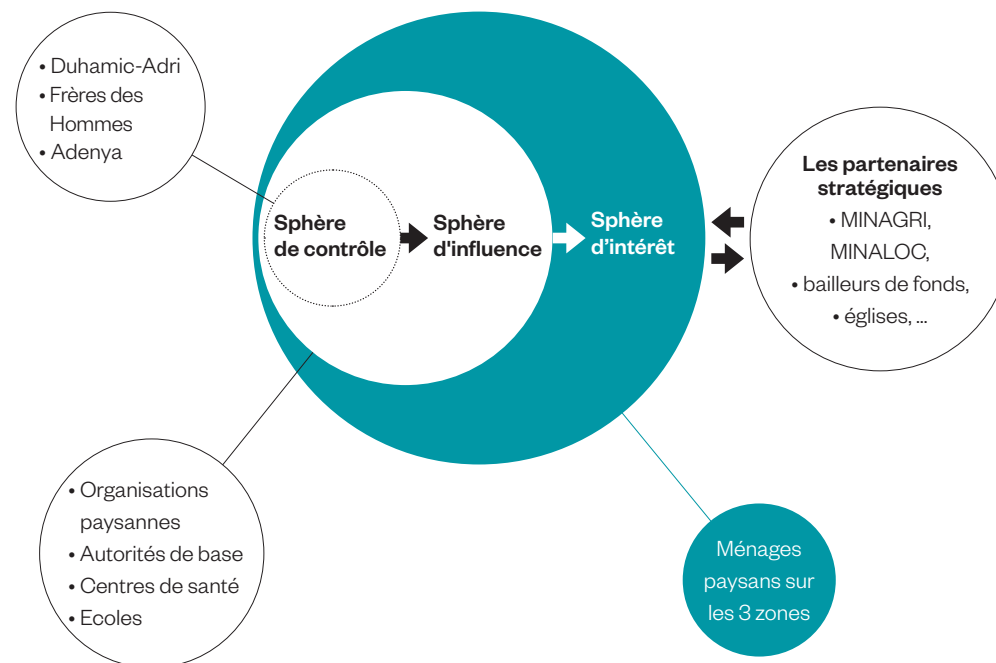 • Duhamic-Adri
• Frères des
Hommes
• Adenya
Sphère
de contrôle
Sphère
d'influence
Sphère
d'intérêt
Les partenaires
stratégiques
• MINAGRI,
MINALOC,
• bailleurs de fonds,
• églises, ...
• Organisations
paysannes
• Autorités de base
• Centres de santé
• Ecoles
Ménages
paysans sur
les 3 zones